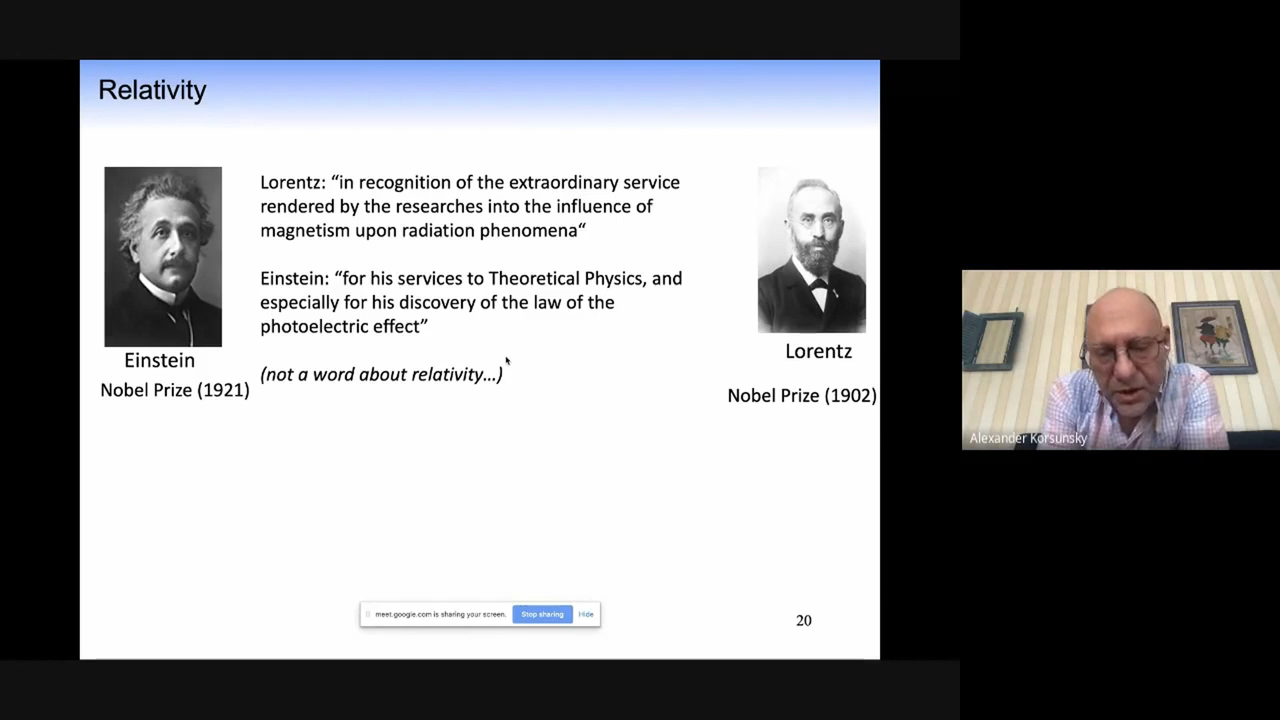 Relativity
Lorentz: “in recognition of the extraordinary service
rendered by the researches into the influence of
magnetism upon radiation phenomena“
Einstein: “for his services to Theoretical Physics, and
especially for his discovery of the law of the
photoelectric effect”
(not a word about relativity...)
Einstein
Nobel Prize (1921)
Lorentz
Nobel Prize (1902)
Alexander Korsunsky
meet.google.com is sharing your screen. Stop sharing Hide
20